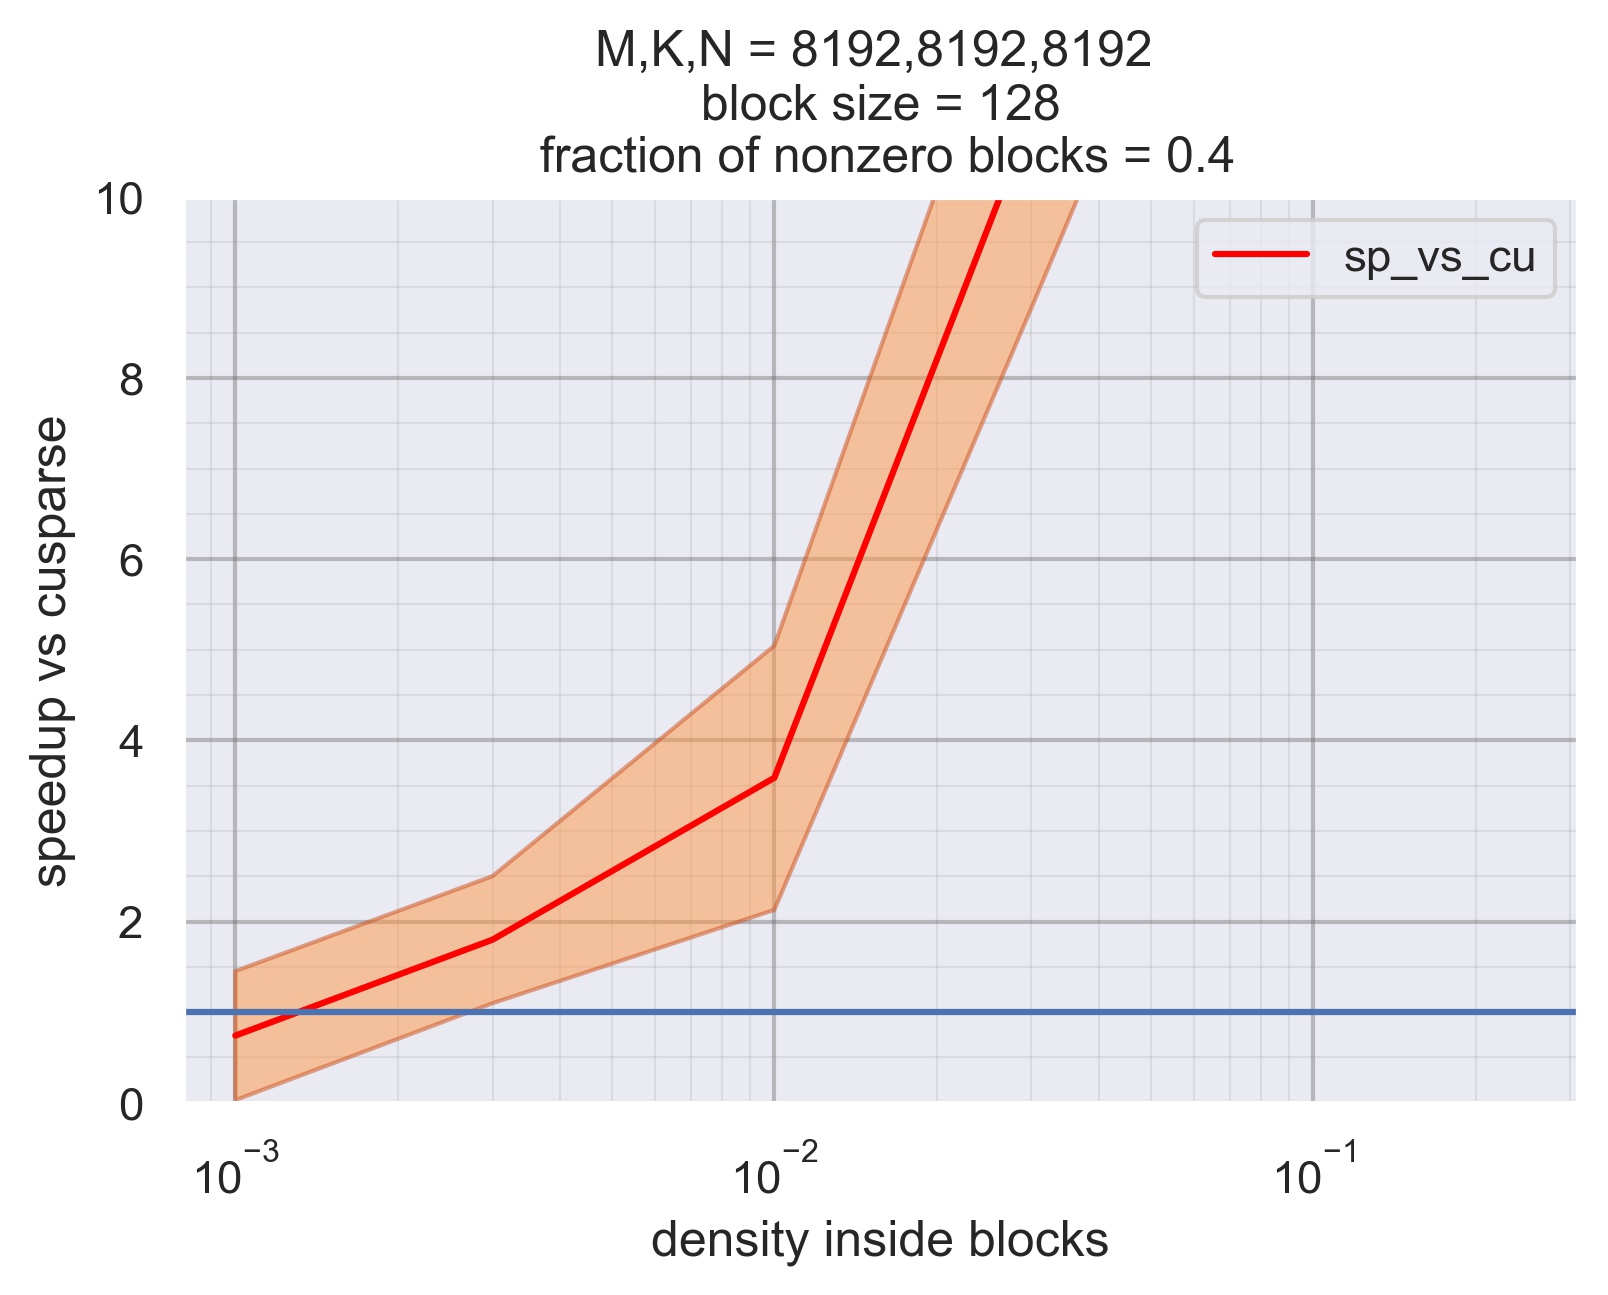 M,K,N = 8192,8192,8192
block size = 128
fraction of nonzero blocks = 0.4
10
8
6
4
2
0
speedup vs cusparse
sp_vs_cu
10⁻³
10⁻²
10⁻¹
density inside blocks